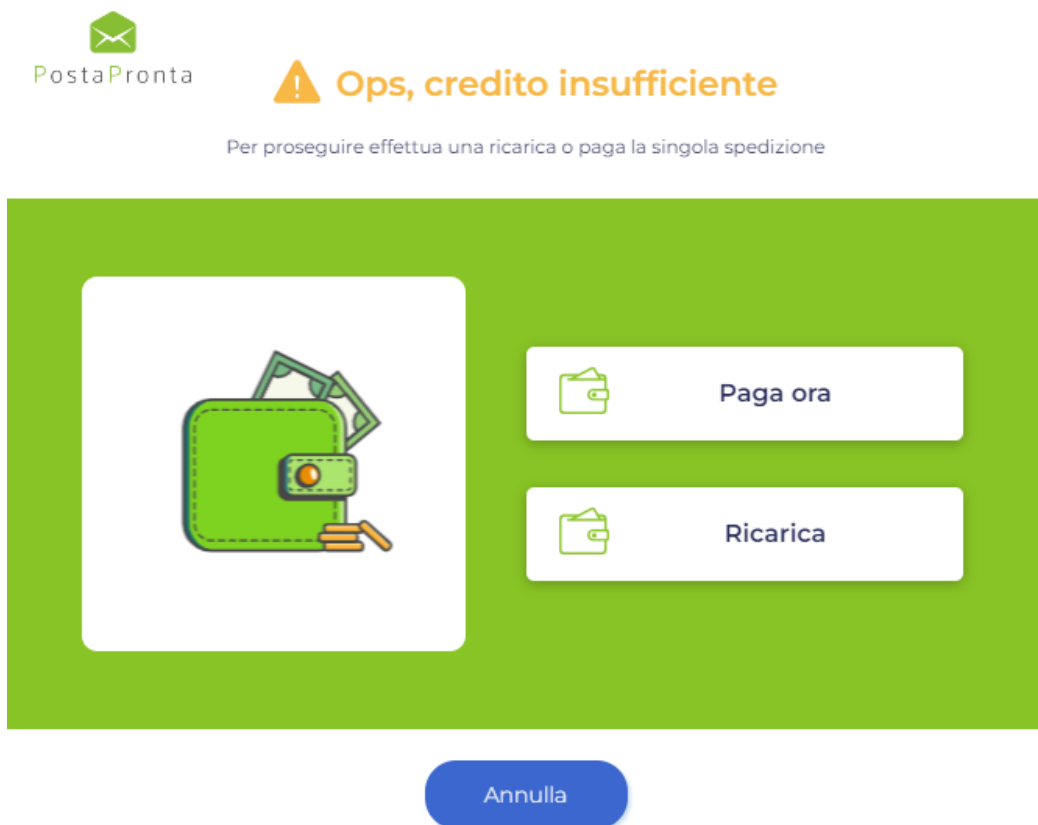 PostaPronta
Ops, credito insufficiente
Per proseguire effettua una ricarica o paga la singola spedizione
Paga ora
Ricarica
Annulla